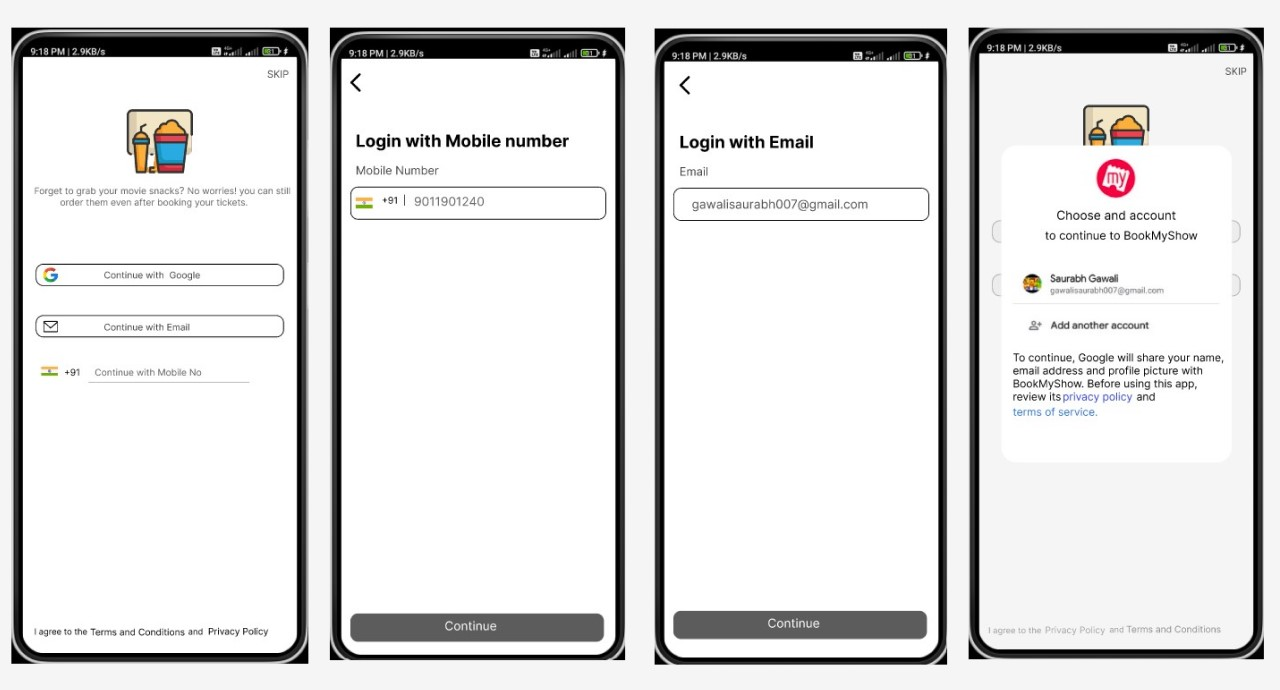 9:18 PM | 2.9KB/s
SKIP
Forget to grab your movie snacks? No worries! you can still
order them even after booking your tickets.
Continue with Google
Continue with Email
+91 Continue with Mobile No
I agree to the Terms and Conditions and Privacy Policy
9:18 PM | 2.9KB/s
Login with Mobile number
Mobile Number
+91 | 9011901240
Continue
9:18 PM | 2.9KB/s
Login with Email
Email
gawalisaurabh007@gmail.com
Continue
9:18 PM | 2.9KB/s
SKIP
my
Choose and account
to continue to BookMyShow
Saurabh Gawali
gawalisaurabh007@gmail.com
Add another account
To continue, Google will share your name,
email address and profile picture with
BookMyShow. Before using this app,
review its privacy policy and
terms of service.
I agree to the Privacy Policy and Terms and Conditions